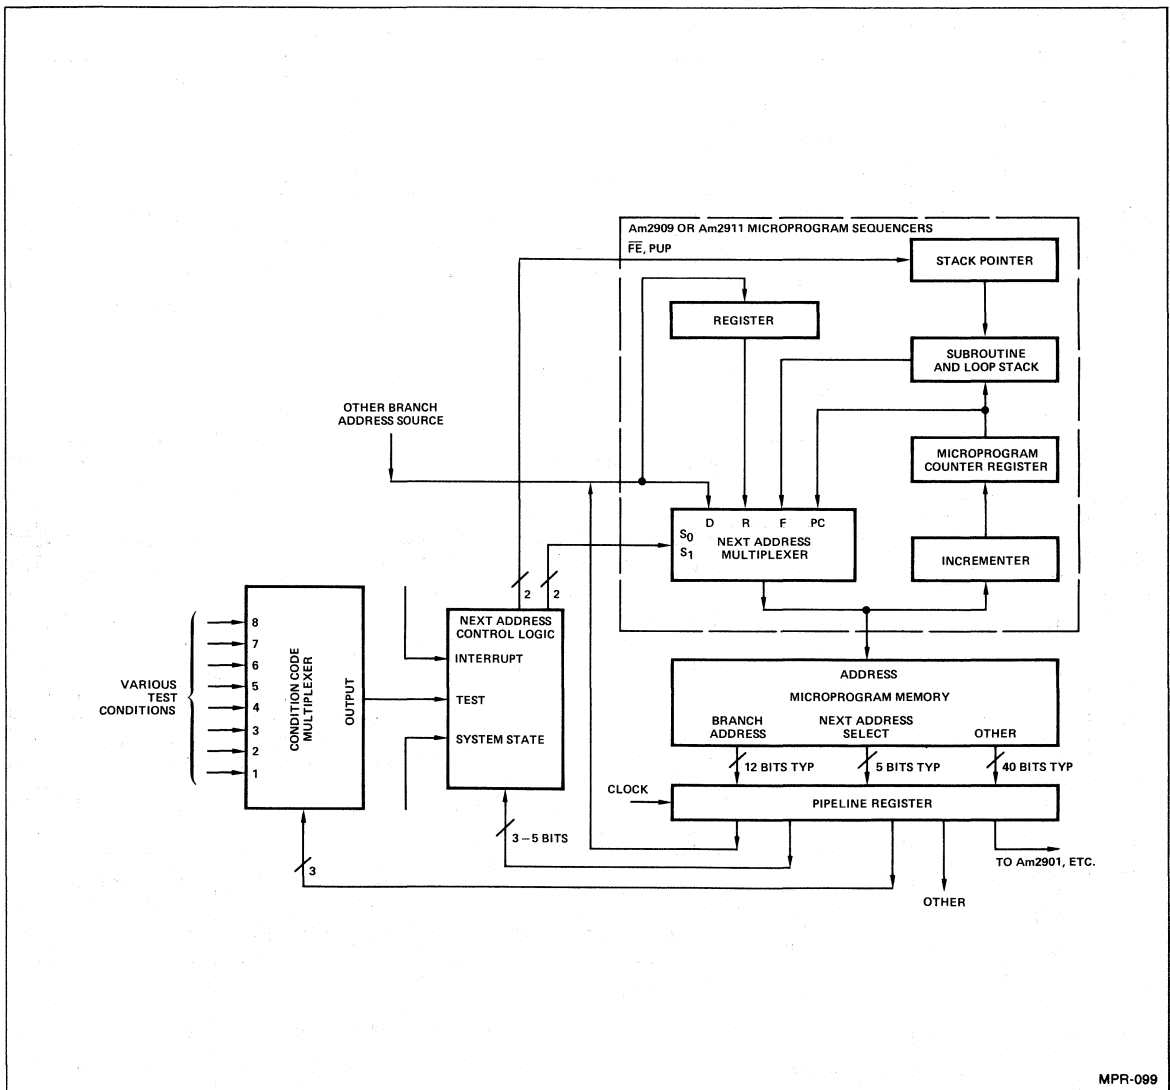 Am2909 OR Am2911 MICROPROGRAM SEQUENCERS
FE, PUP
STACK POINTER
REGISTER
SUBROUTINE
AND LOOP STACK
OTHER BRANCH
ADDRESS SOURCE
MICROPROGRAM
COUNTER REGISTER
D R F PC
S0
S1
NEXT ADDRESS
MULTIPLEXER
INCREMENTER
2
2
NEXT ADDRESS
CONTROL LOGIC
INTERRUPT
TEST
SYSTEM STATE
VARIOUS
TEST
CONDITIONS
8
7
6
5
4
3
2
1
CONDITION CODE
MULTIPLEXER
OUTPUT
ADDRESS
MICROPROGRAM MEMORY
BRANCH
ADDRESS
NEXT ADDRESS
SELECT
OTHER
12 BITS TYP
5 BITS TYP
40 BITS TYP
CLOCK
PIPELINE REGISTER
3–5 BITS
3
TO Am2901, ETC.
OTHER
MPR-099